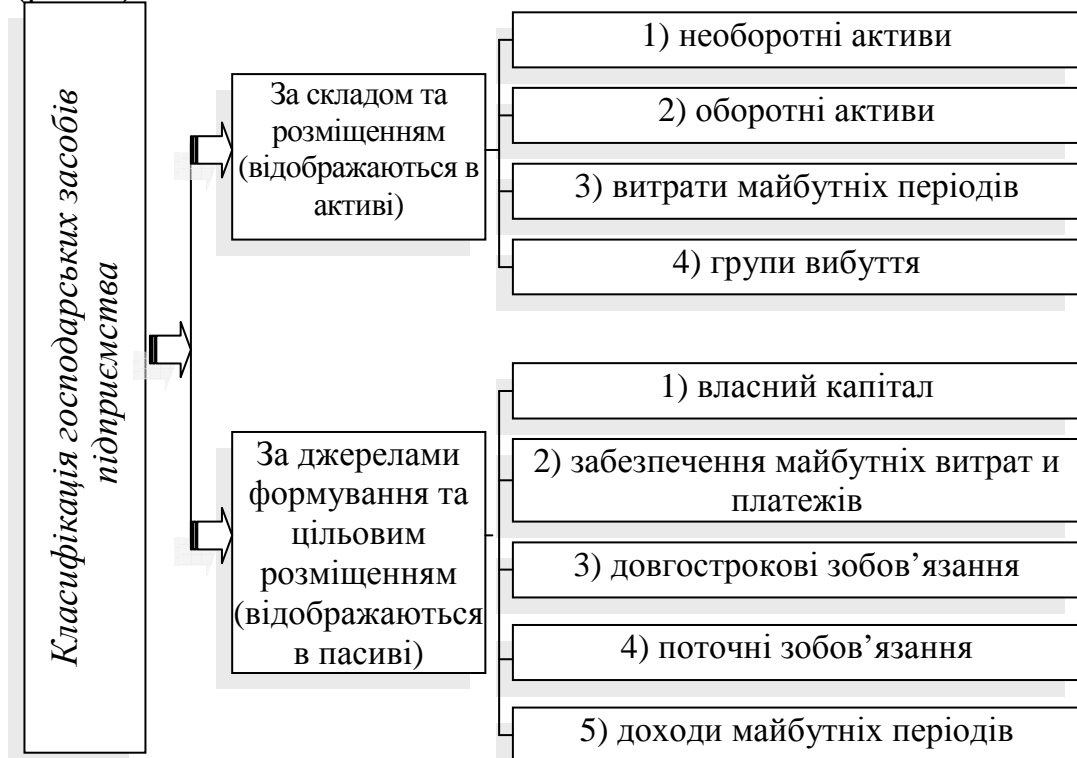 Класифікація господарських засобів
підприємства
За складом та
розміщенням
(відображаються в
активі)
1) необоротні активи
2) оборотні активи
3) витрати майбутніх періодів
4) групи вибуття
За джерелами
формування та
цільовим
розміщенням
(відображаються
в пасиві)
1) власний капітал
2) забезпечення майбутніх витрат и
платежів
3) довгострокові зобов’язання
4) поточні зобов’язання
5) доходи майбутніх періодів